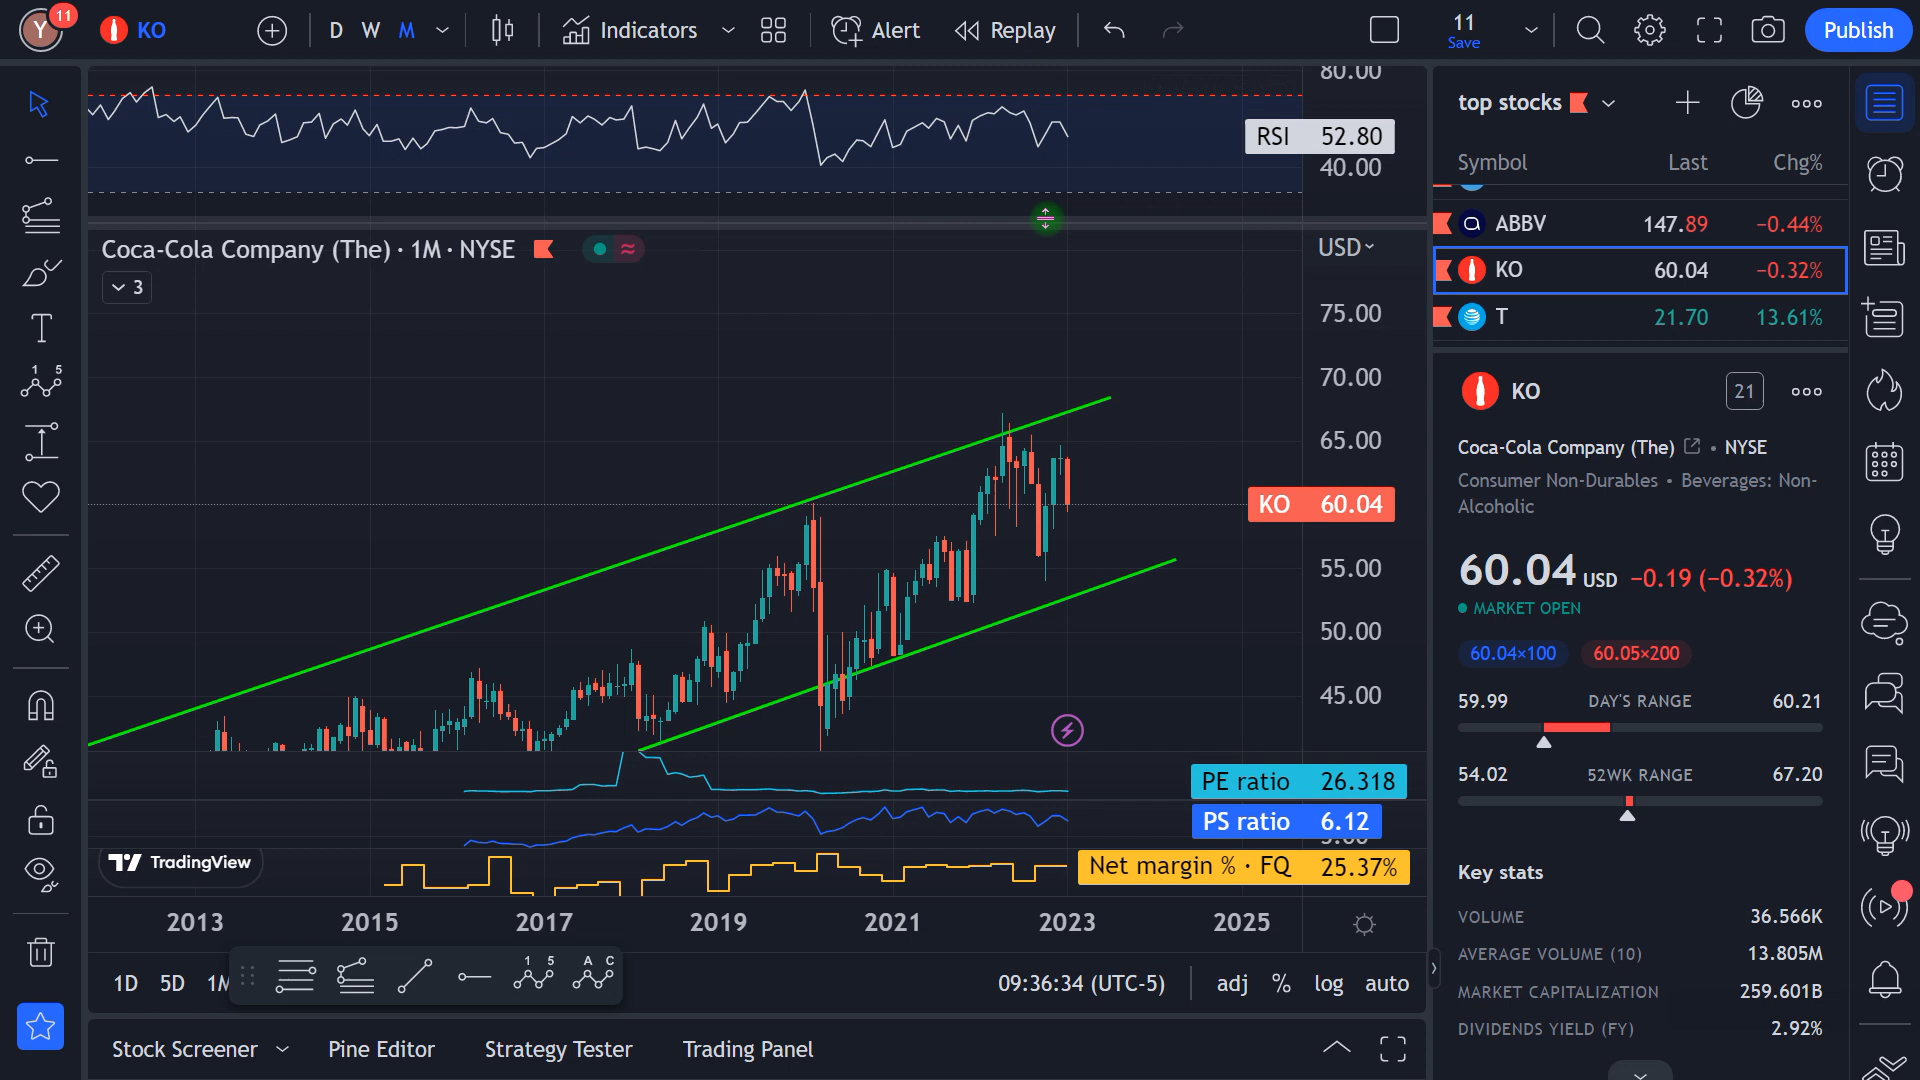 Y 11 KO D W M Indicators Alert Replay 11 Save Publish
80.00
RSI 52.80
40.00
Coca-Cola Company (The) · 1M · NYSE
USD
3
75.00
70.00
65.00
KO 60.04
55.00
50.00
45.00
PE ratio 26.318
PS ratio 6.12
Net margin % · FQ 25.37%
TradingView
2013 2015 2017 2019 2021 2023 2025
1D 5D 1M
1 5 A C
09:36:34 (UTC-5) adj % log auto
Stock Screener Pine Editor Strategy Tester Trading Panel
1 5
T
top stocks
Symbol Last Chg%
ABBV 147.89 −0.44%
KO 60.04 −0.32%
T 21.70 13.61%
KO 21
Coca-Cola Company (The) • NYSE
Consumer Non-Durables • Beverages: Non-
Alcoholic
60.04 USD −0.19 (−0.32%)
MARKET OPEN
60.04×100 60.05×200
59.99 DAY'S RANGE 60.21
54.02 52WK RANGE 67.20
Key stats
VOLUME 36.566K
AVERAGE VOLUME (10) 13.805M
MARKET CAPITALIZATION 259.601B
DIVIDENDS YIELD (FY) 2.92%